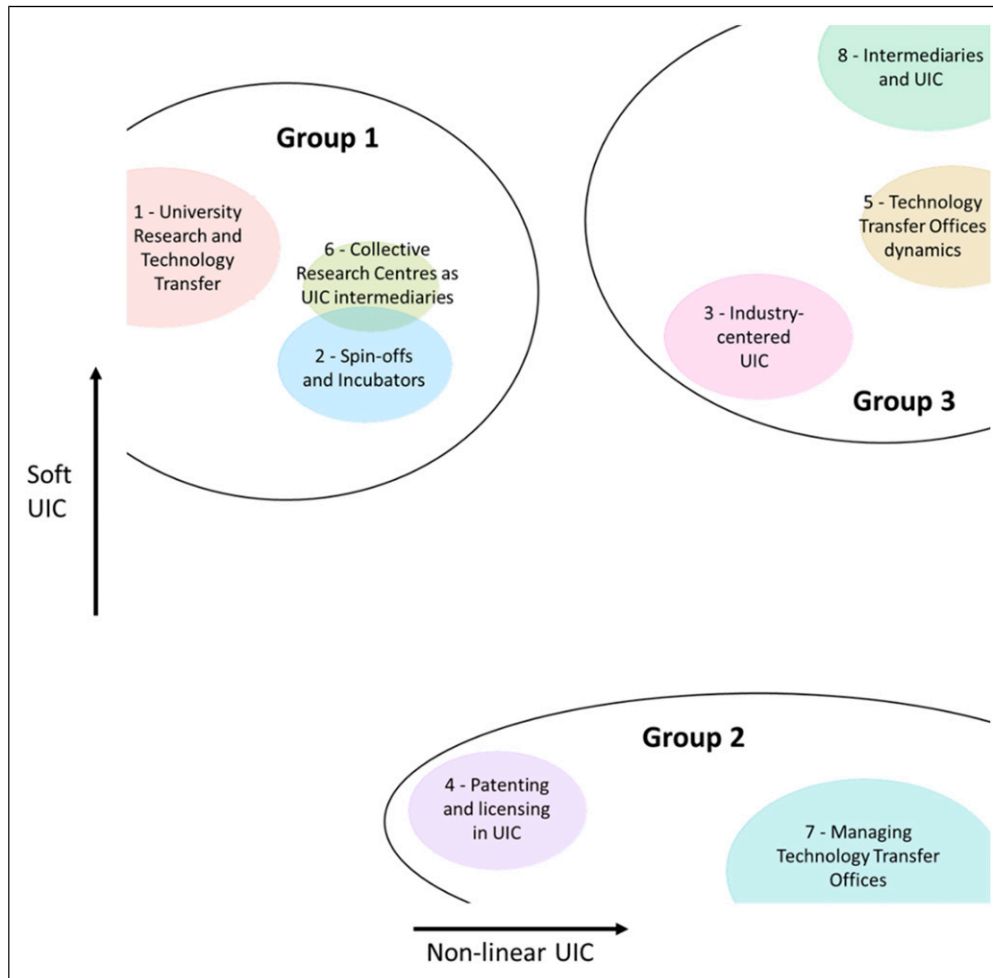 Group 1
1 - University
Research and
Technology
Transfer
6 - Collective
Research Centres as
UIC intermediaries
2 - Spin-offs
and Incubators
8 - Intermediaries
and UIC
5 - Technology
Transfer Offices
dynamics
3 - Industry-
centered
UIC
Group 3
Soft
UIC
Group 2
4 - Patenting
and licensing
in UIC
7 - Managing
Technology Transfer
Offices
Non-linear UIC